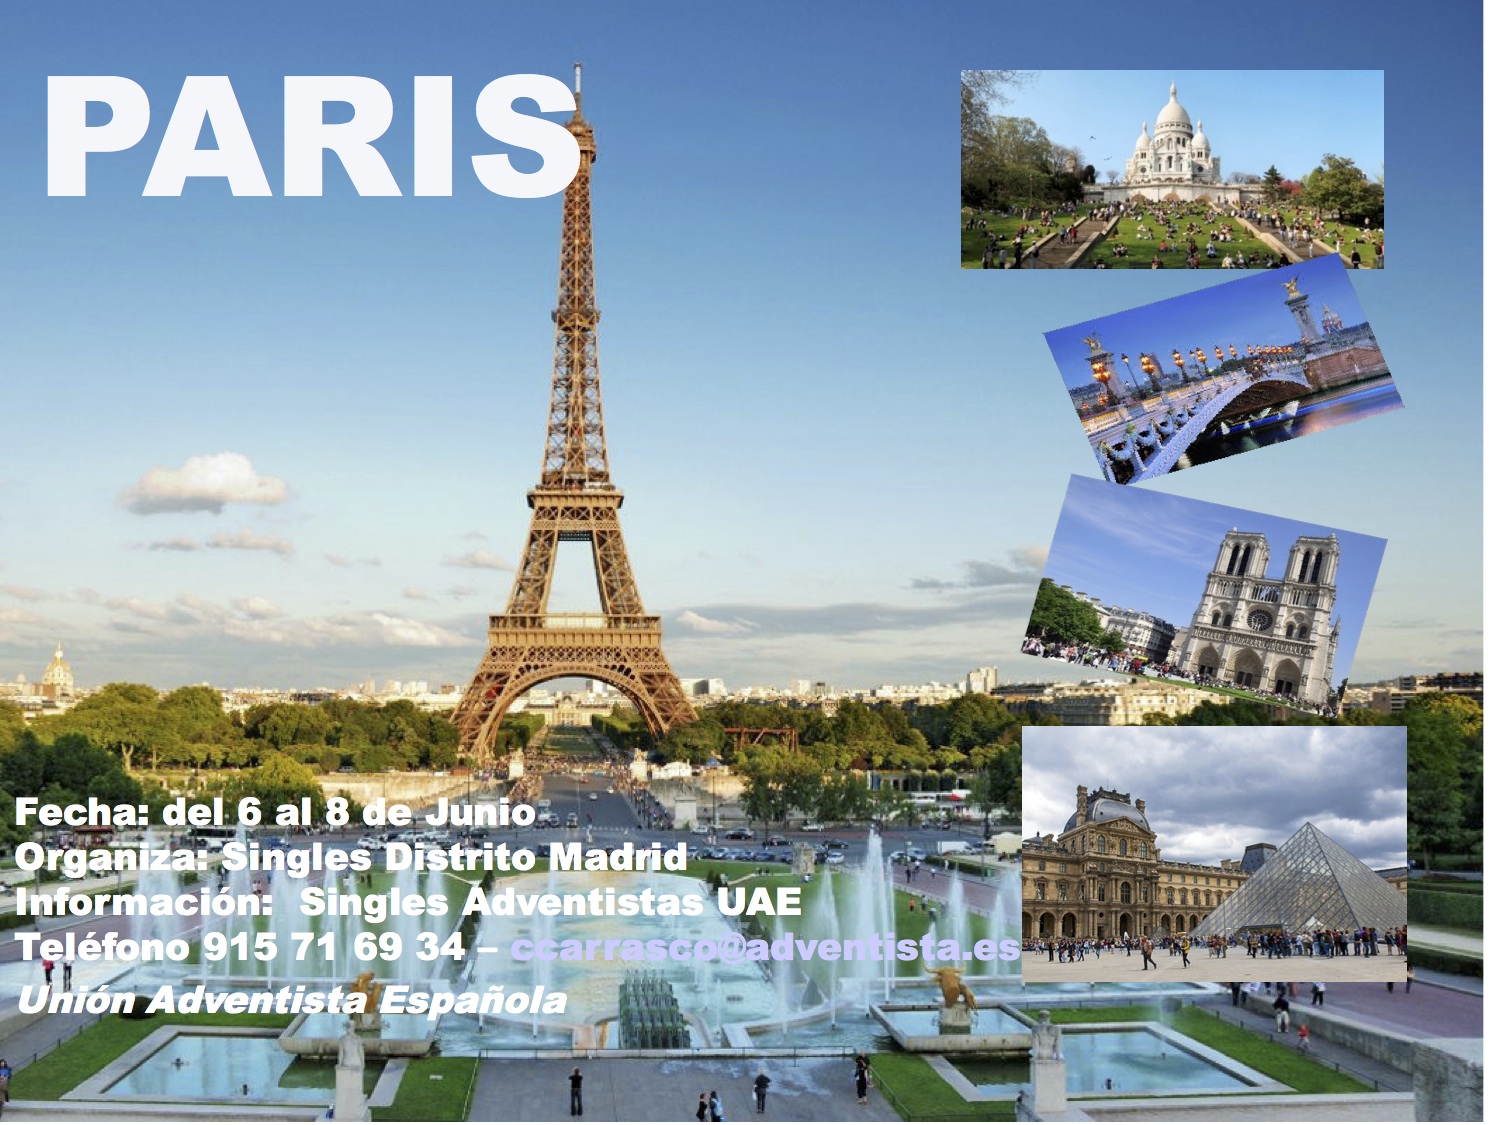 PARIS
Fecha: del 6 al 8 de Junio
Organiza: Singles Distrito Madrid
Información:  Singles Adventistas UAE
Teléfono 915 71 69 34 – ccarrasco@adventista.es
Unión Adventista Española